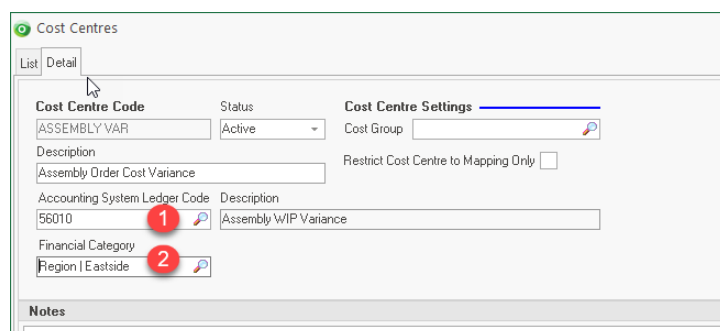 Cost Centres
List Detail
Cost Centre Code Status Cost Centre Settings
ASSEMBLY VAR Active Cost Group
Description Restrict Cost Centre to Mapping Only
Assembly Order Cost Variance
Accounting System Ledger Code Description
56010 1 Assembly WIP Variance
Financial Category
Region | Eastside 2
Notes